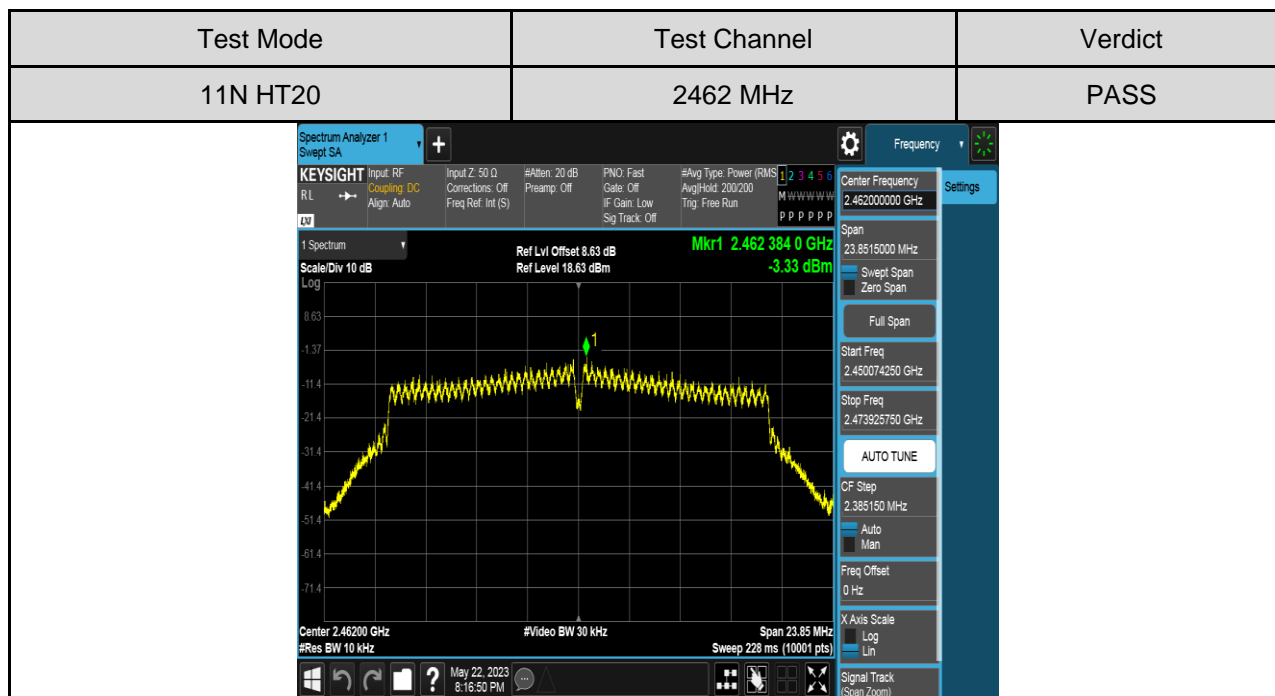 Test Mode Test Channel Verdict
11N HT20 2462 MHz PASS
Spectrum Analyzer 1
Swept SA
+
Frequency
KEYSIGHT
RL
LXI
Input: RF
Coupling: DC
Align: Auto
Input Z: 50 Ω
Corrections: Off
Freq Ref: Int (S)
#Atten: 20 dB
Preamp: Off
PNO: Fast
Gate: Off
IF Gain: Low
Sig Track: Off
#Avg Type: Power (RMS
Avg|Hold: 200/200
Trig: Free Run
1 2 3 4 5 6
M W W W W W
P P P P P P
1 Spectrum
Scale/Div 10 dB
Log
Ref Lvl Offset 8.63 dB
Ref Level 18.63 dBm
Mkr1 2.462 384 0 GHz
-3.33 dBm
1
8.63
-1.37
-11.4
-21.4
-31.4
-41.4
-51.4
-61.4
-71.4
Center 2.46200 GHz #Video BW 30 kHz Span 23.85 MHz
#Res BW 10 kHz Sweep 228 ms (10001 pts)
?
May 22, 2023
8:16:50 PM
Center Frequency
2.462000000 GHz
Settings
Span
23.8515000 MHz
Swept Span
Zero Span
Full Span
Start Freq
2.450074250 GHz
Stop Freq
2.473925750 GHz
AUTO TUNE
CF Step
2.385150 MHz
Auto
Man
Freq Offset
0 Hz
X Axis Scale
Log
Lin
Signal Track
(Span Zoom)